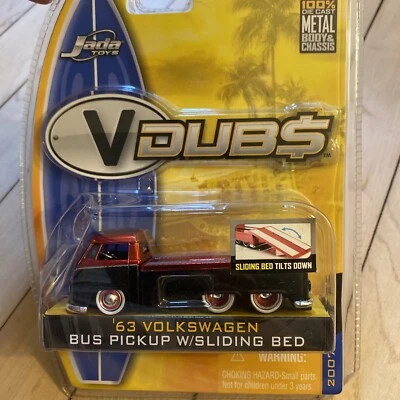 Jada
TOYS
100%
DIE CAST
METAL
BODY &
CHASSIS
V DUB$
SLIDING BED TILTS DOWN
'63 VOLKSWAGEN
BUS PICKUP W/SLIDING BED
WARNING:
CHOKING HAZARD-Small parts.
Not for children under 3 years.
2007